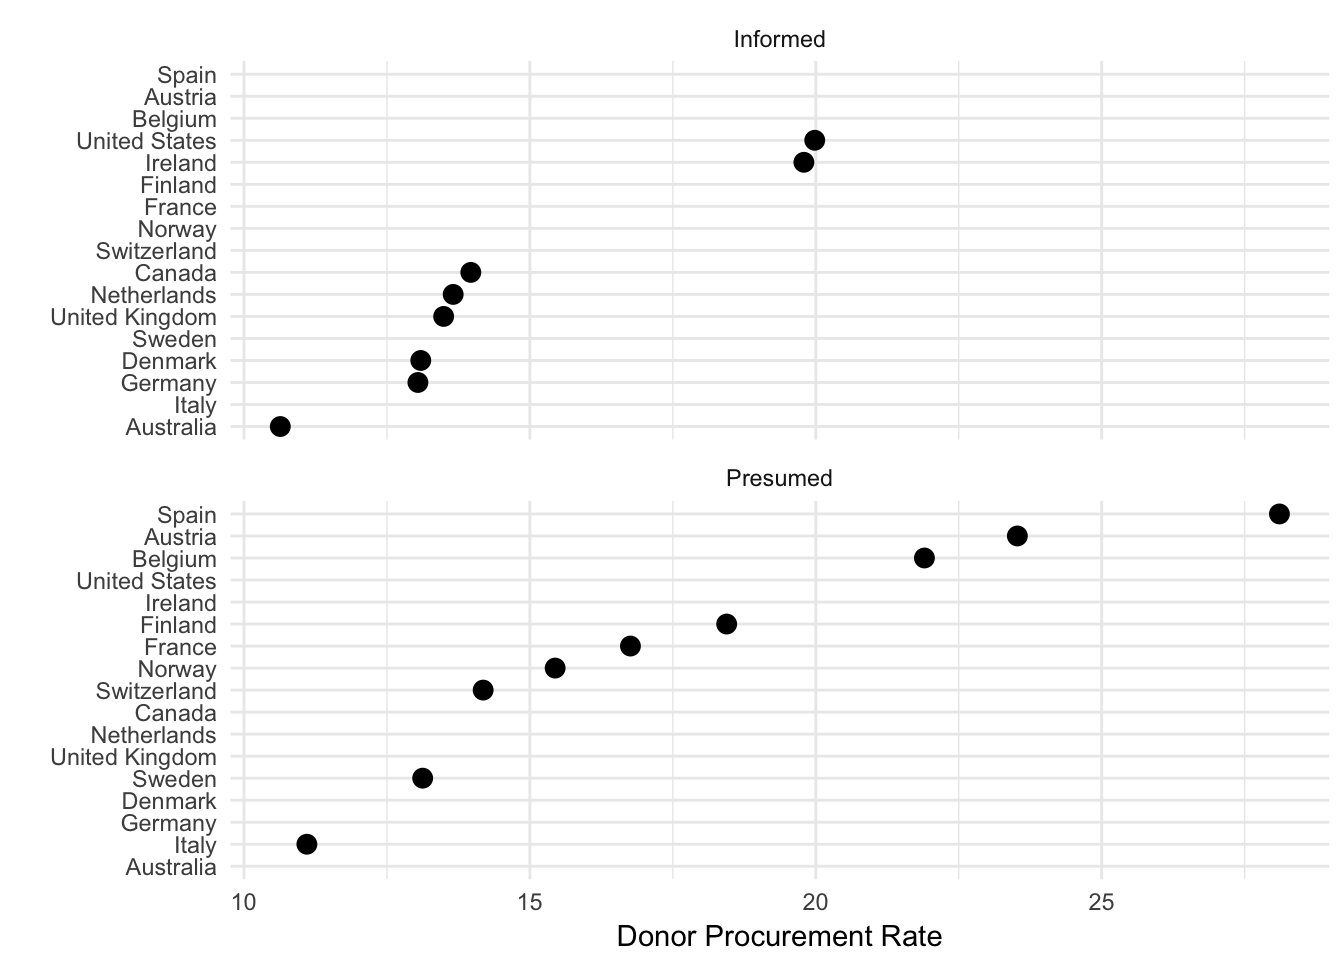 Informed
Spain
Austria
Belgium
United States
Ireland
Finland
France
Norway
Switzerland
Canada
Netherlands
United Kingdom
Sweden
Denmark
Germany
Italy
Australia
Presumed
Spain
Austria
Belgium
United States
Ireland
Finland
France
Norway
Switzerland
Canada
Netherlands
United Kingdom
Sweden
Denmark
Germany
Italy
Australia
10 15 20 25
Donor Procurement Rate